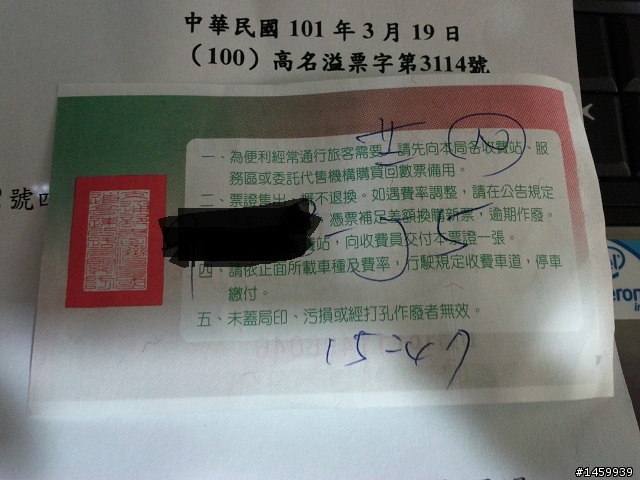 中華民國 101 年 3 月 19 日
(100) 高名溢票字第3114號
號
共 10
一、為便利經常通行旅客需要,請先向本局各收費站、服
務區或委託代售機構購買回數票備用。
二、票證售出,概不退換。如遇費率調整,請在公告規定
憑票補足差額換購新票,逾期作廢。
站,向收費員交付本票證一張。
四、請依正面所載車種及費率,行駛規定收費車道,停車
繳付。
五、未蓋局印、污損或經打孔作廢者無效。
15=47
#1459939